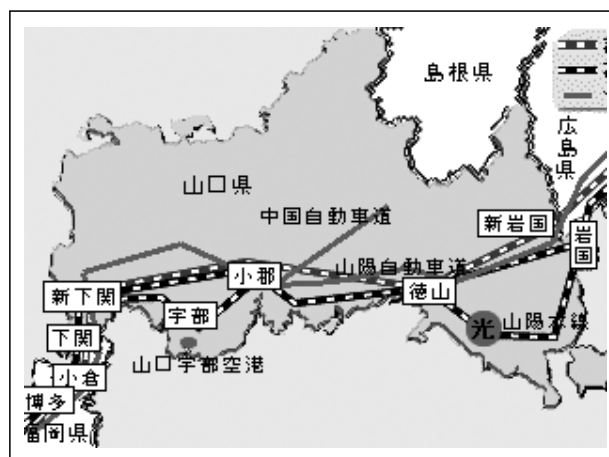 島根県
広島県
山口県
中国自動車道
新岩国
岩国
山陽自動車道
小郡
徳山
新下関
宇部
光
山陽本線
下関
山口宇部空港
小倉
博多
福岡県